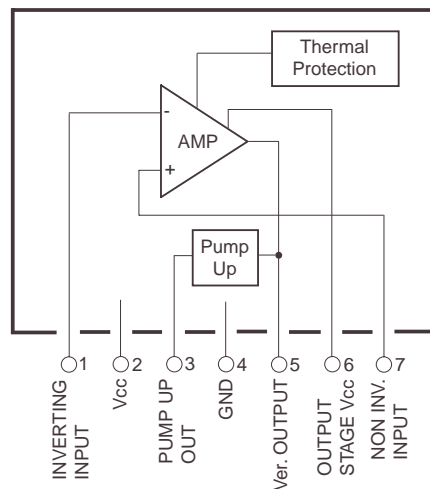 Thermal
Protection
-
AMP
+
Pump
Up
1
2
3
4
5
6
7
INVERTING
INPUT
Vcc
PUMP UP
OUT
GND
Ver. OUTPUT
OUTPUT
STAGE Vcc
NON INV.
INPUT